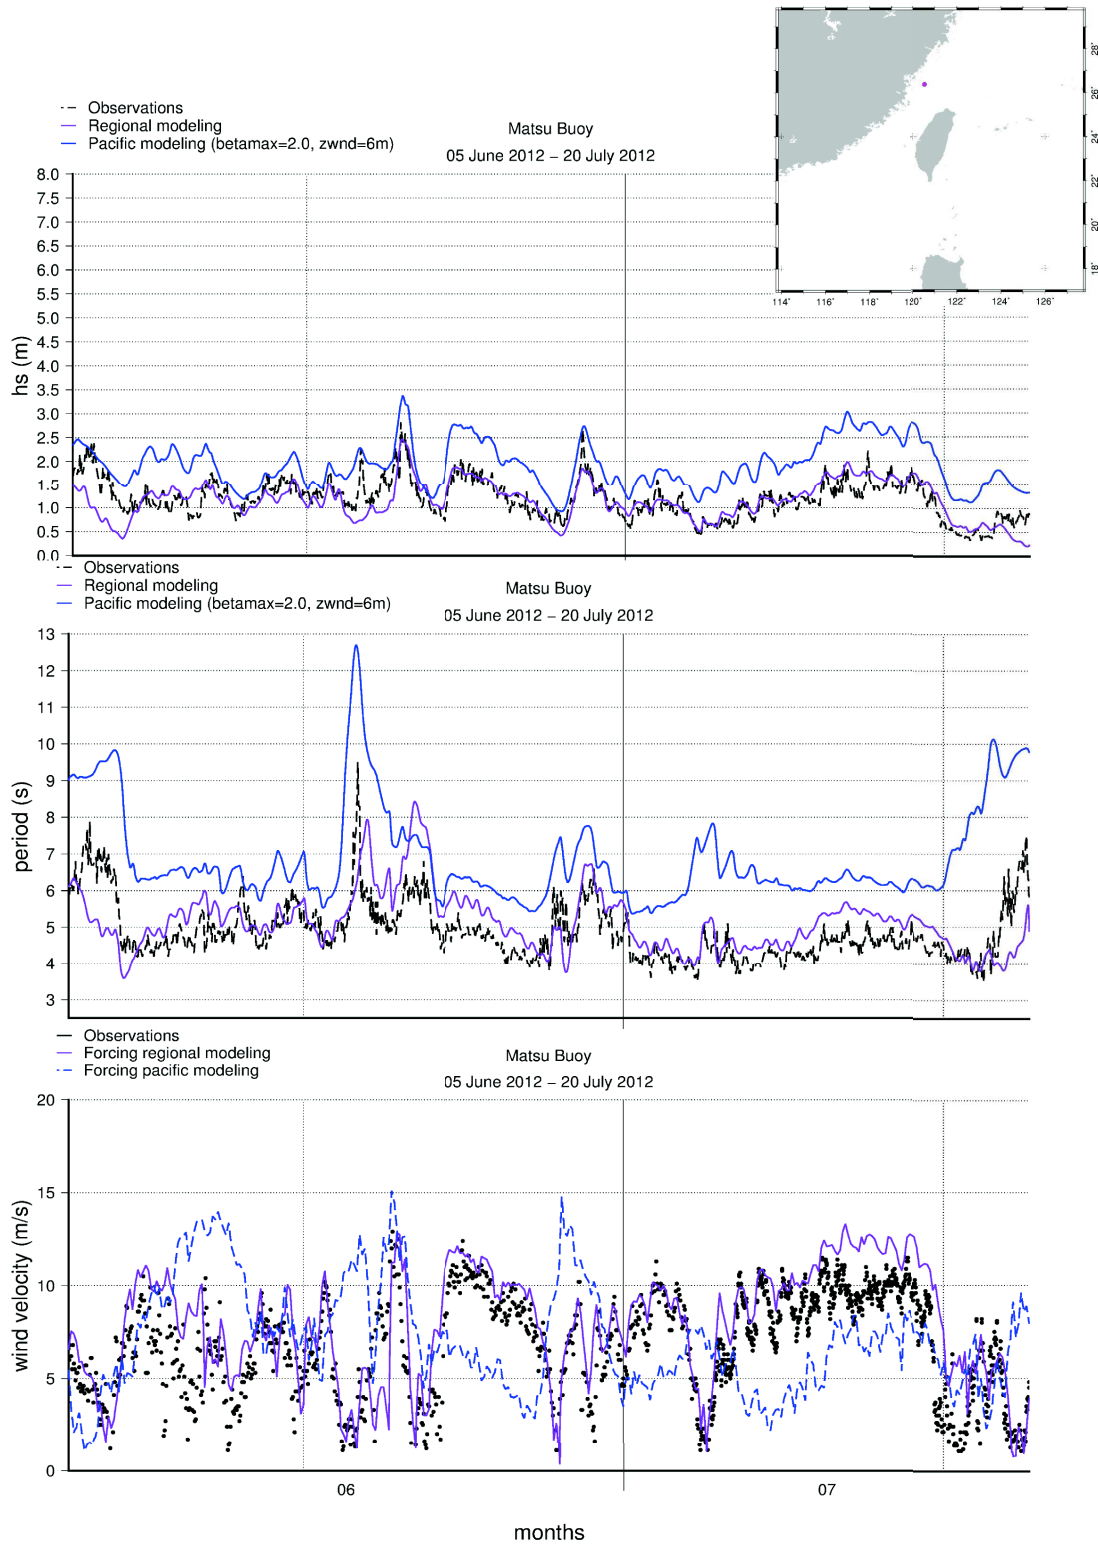 28°
26°
24°
22°
20°
18°
114° 116° 118° 120° 122° 124° 126°
Observations
Regional modeling
Pacific modeling (betamax=2.0, zwnd=6m)
Matsu Buoy
05 June 2012 – 20 July 2012
8.0
7.5
7.0
6.5
6.0
5.5
5.0
4.5
4.0
3.5
3.0
2.5
2.0
1.5
1.0
0.5
0.0
hs (m)
Observations
Regional modeling
Pacific modeling (betamax=2.0, zwnd=6m)
Matsu Buoy
05 June 2012 – 20 July 2012
13
12
11
10
9
8
7
6
5
4
3
period (s)
Observations
Forcing regional modeling
Forcing pacific modeling
Matsu Buoy
05 June 2012 – 20 July 2012
20
15
10
5
0
wind velocity (m/s)
06 07
months